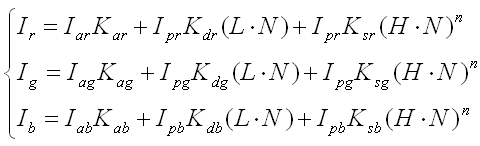 I_r = I_{ar}K_{ar} + I_{pr}K_{dr}(L·N) + I_{pr}K_{sr}(H·N)^n
I_g = I_{ag}K_{ag} + I_{pg}K_{dg}(L·N) + I_{pg}K_{sg}(H·N)^n
I_b = I_{ab}K_{ab} + I_{pb}K_{db}(L·N) + I_{pb}K_{sb}(H·N)^n